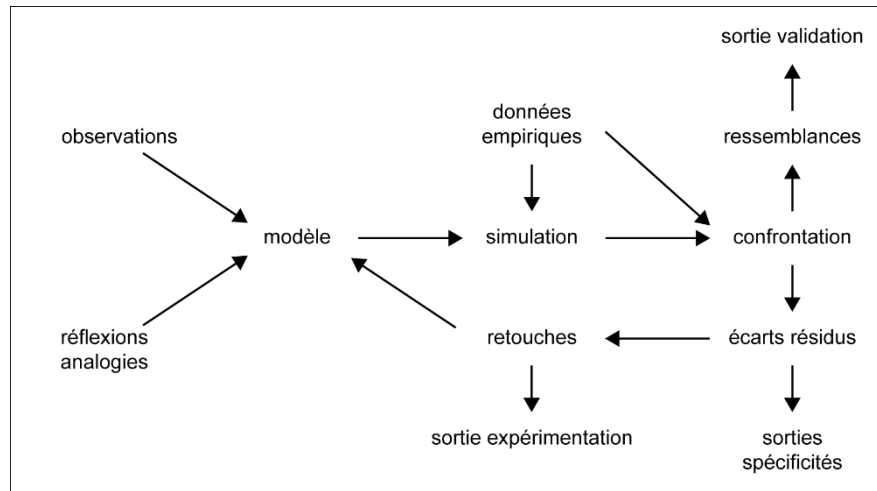 sortie validation
données
empiriques
observations
ressemblances
modèle
simulation
confrontation
réflexions
analogies
retouches
écarts résidus
sortie expérimentation
sorties
spécificités